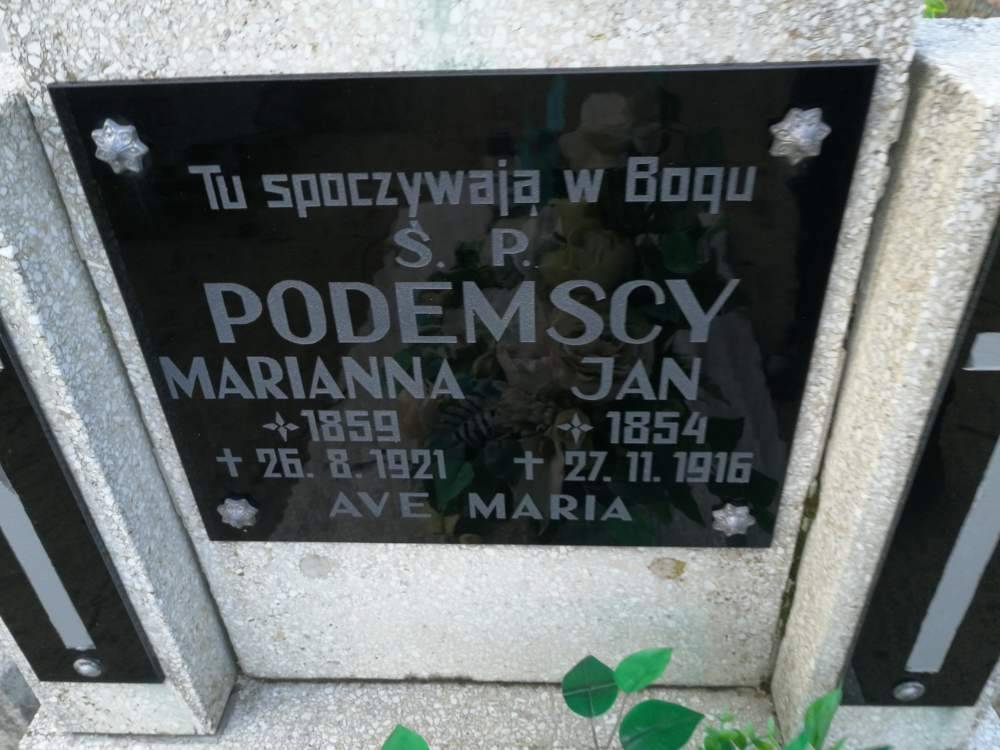 Tu spoczywają w Bogu
Ś. P.
PODEMSCY
MARIANNA JAN
1859 1854
✝ 26. 8. 1921 ✝ 27. 11. 1916
AVE MARIA